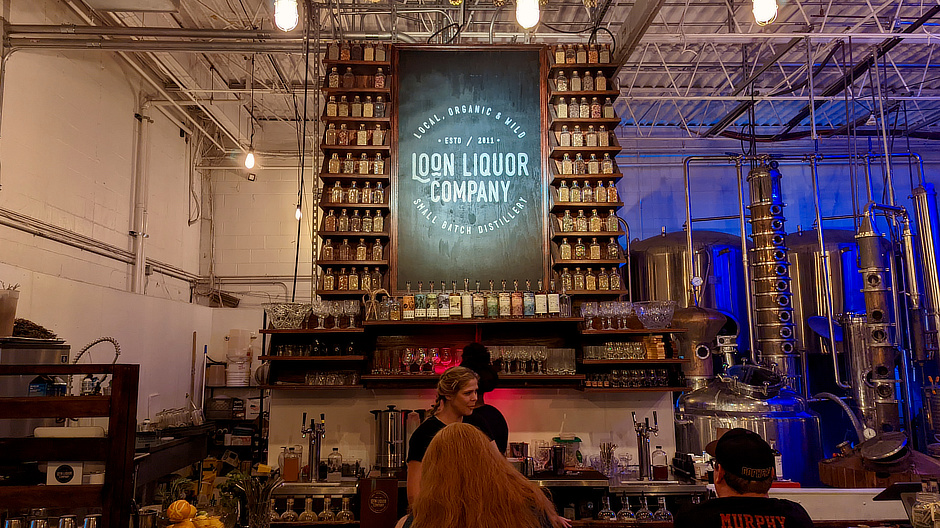 LOCAL, ORGANIC & WILD
• ESTD / 2011 •
LOON LIQUOR
COMPANY
SMALL BATCH DISTILLERY
MURPHY